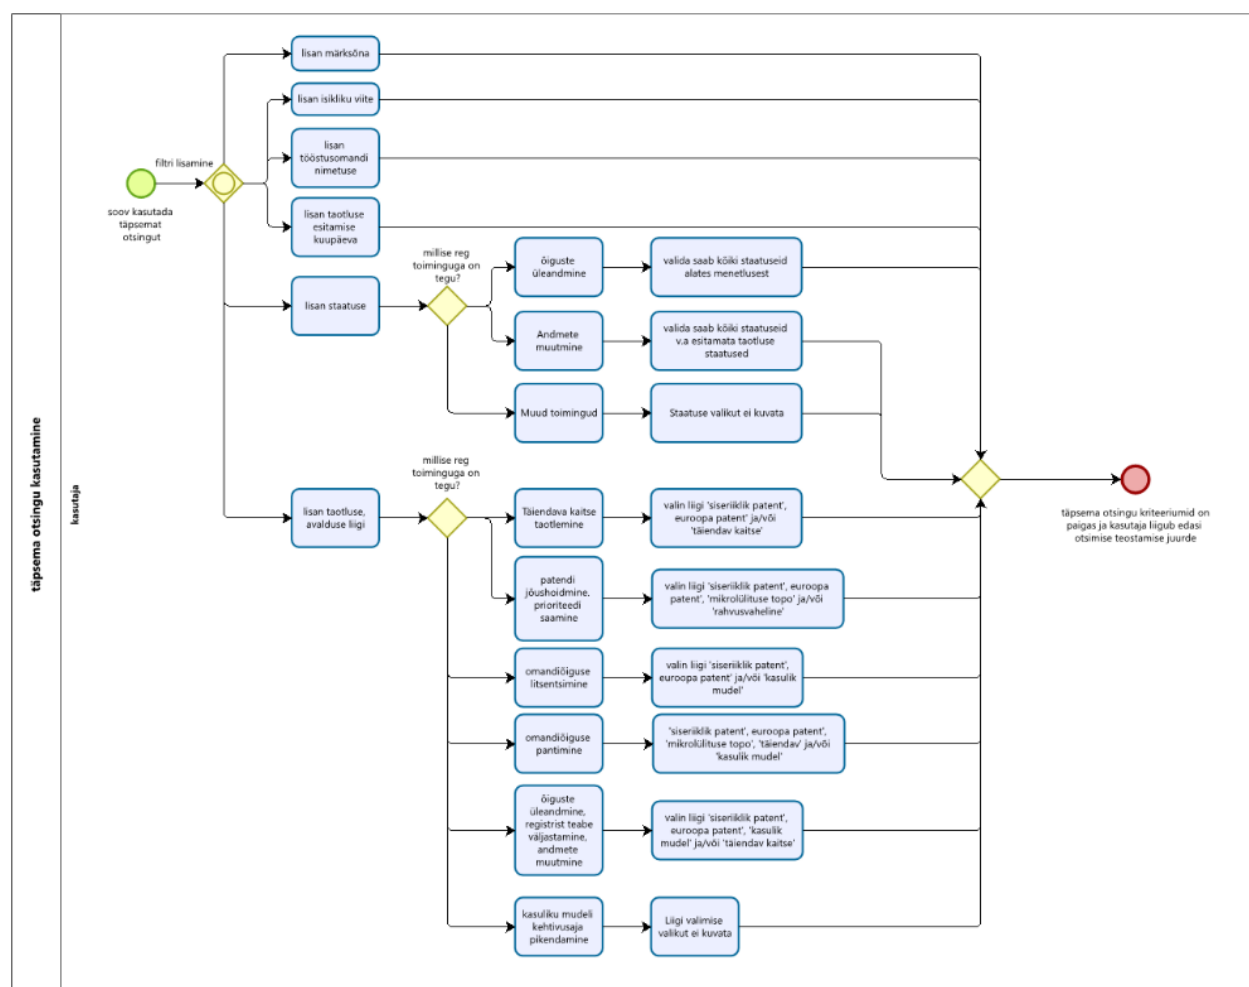 täpsema otsingu kasutamine
kasutaja
soov kasutada
täpsemat
otsingut
filtri lisamine
lisan märksõna
lisan isikliku viite
lisan
tööstusomandi
nimetuse
lisan taotluse
esitamise
kuupäeva
lisan staatuse
millise reg
toiminguga on
tegu?
õiguste
üleandmine
valida saab kõiki staatuseid
alates menetlusest
Andmete
muutmine
valida saab kõiki staatuseid
v.a esitamata taotluse
staatused
Muud toimingud
Staatuse valikut ei kuvata
lisan taotluse,
avalduse liigi
millise reg
toiminguga on
tegu?
Täiendava kaitse
taotlemine
valin liigi 'siseriiklik patent',
euroopa patent' ja/või
'täiendav kaitse'
patendi
jõushoidmine,
prioriteedi
saamine
valin liigi 'siseriiklik patent', euroopa
patent', 'mikrolülituse topo' ja/või
'rahvusvaheline'
omandiõiguse
litsentsimine
valin liigi 'siseriiklik patent',
euroopa patent' ja/või 'kasulik
mudel'
omandiõiguse
pantimine
'siseriiklik patent', euroopa patent',
'mikrolülituse topo', 'täiendav' ja/või
'kasulik mudel'
õiguste
üleandmine,
registrist teabe
väljastamine,
andmete
muutmine
valin liigi 'siseriiklik patent',
euroopa patent', 'kasulik
mudel' ja/või 'täiendav kaitse'
kasuliku mudeli
kehtivusaja
pikendamine
Liigi valimise
valikut ei kuvata
täpsema otsingu kriteeriumid on
paigas ja kasutaja liigub edasi
otsimise teostamise juurde